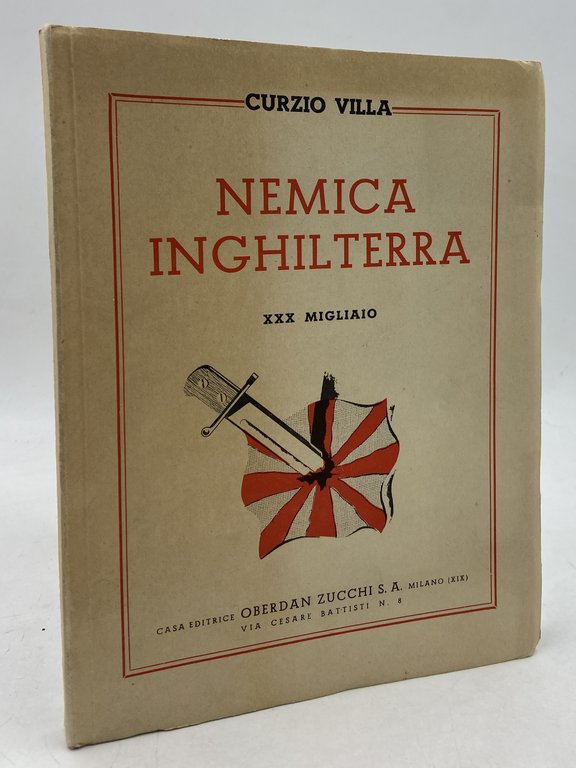 CURZIO VILLA
NEMICA
INGHILTERRA
XXX MIGLIAIO
CASA EDITRICE OBERDAN ZUCCHI S. A. MILANO (XIX)
VIA CESARE BATTISTI N. 8